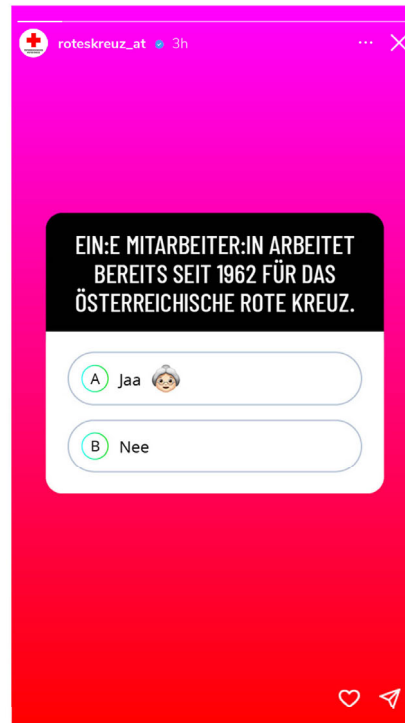 roteskreuz_at 3h
EIN:E MITARBEITER:IN ARBEITET
BEREITS SEIT 1962 FÜR DAS
ÖSTERREICHISCHE ROTE KREUZ.
A Jaa 👵🏻
B Nee